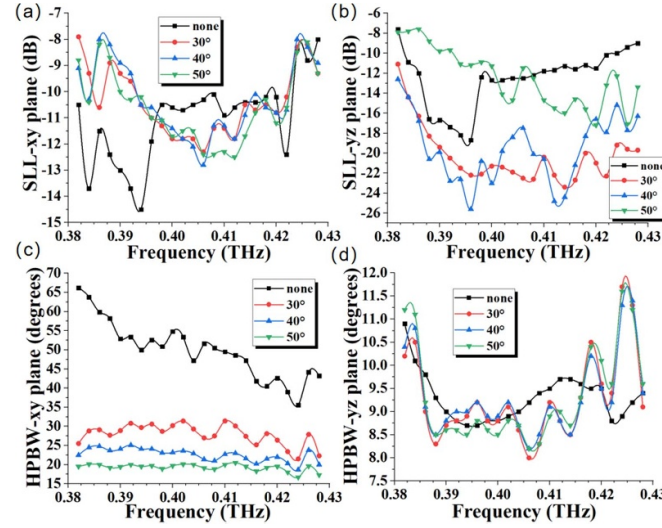 (a)
-7
-8
-9
-10
-11
-12
-13
-14
-15
SLL-xy plane (dB)
none
30°
40°
50°
0.38 0.39 0.40 0.41 0.42 0.43
Frequency (THz)
(b)
-6
-8
-10
-12
-14
-16
-18
-20
-22
-24
-26
SLL-yz plane (dB)
none
30°
40°
50°
0.38 0.39 0.40 0.41 0.42 0.43
Frequency (THz)
(c)
70
65
60
55
50
45
40
35
30
25
20
15
10
HPBW-xy plane (degrees)
none
30°
40°
50°
0.38 0.39 0.40 0.41 0.42 0.43
Frequency (THz)
(d)
12.0
11.5
11.0
10.5
10.0
9.5
9.0
8.5
8.0
HPBW-yz plane (degrees)
none
30°
40°
50°
0.38 0.39 0.40 0.41 0.42 0.43
Frequency (THz)